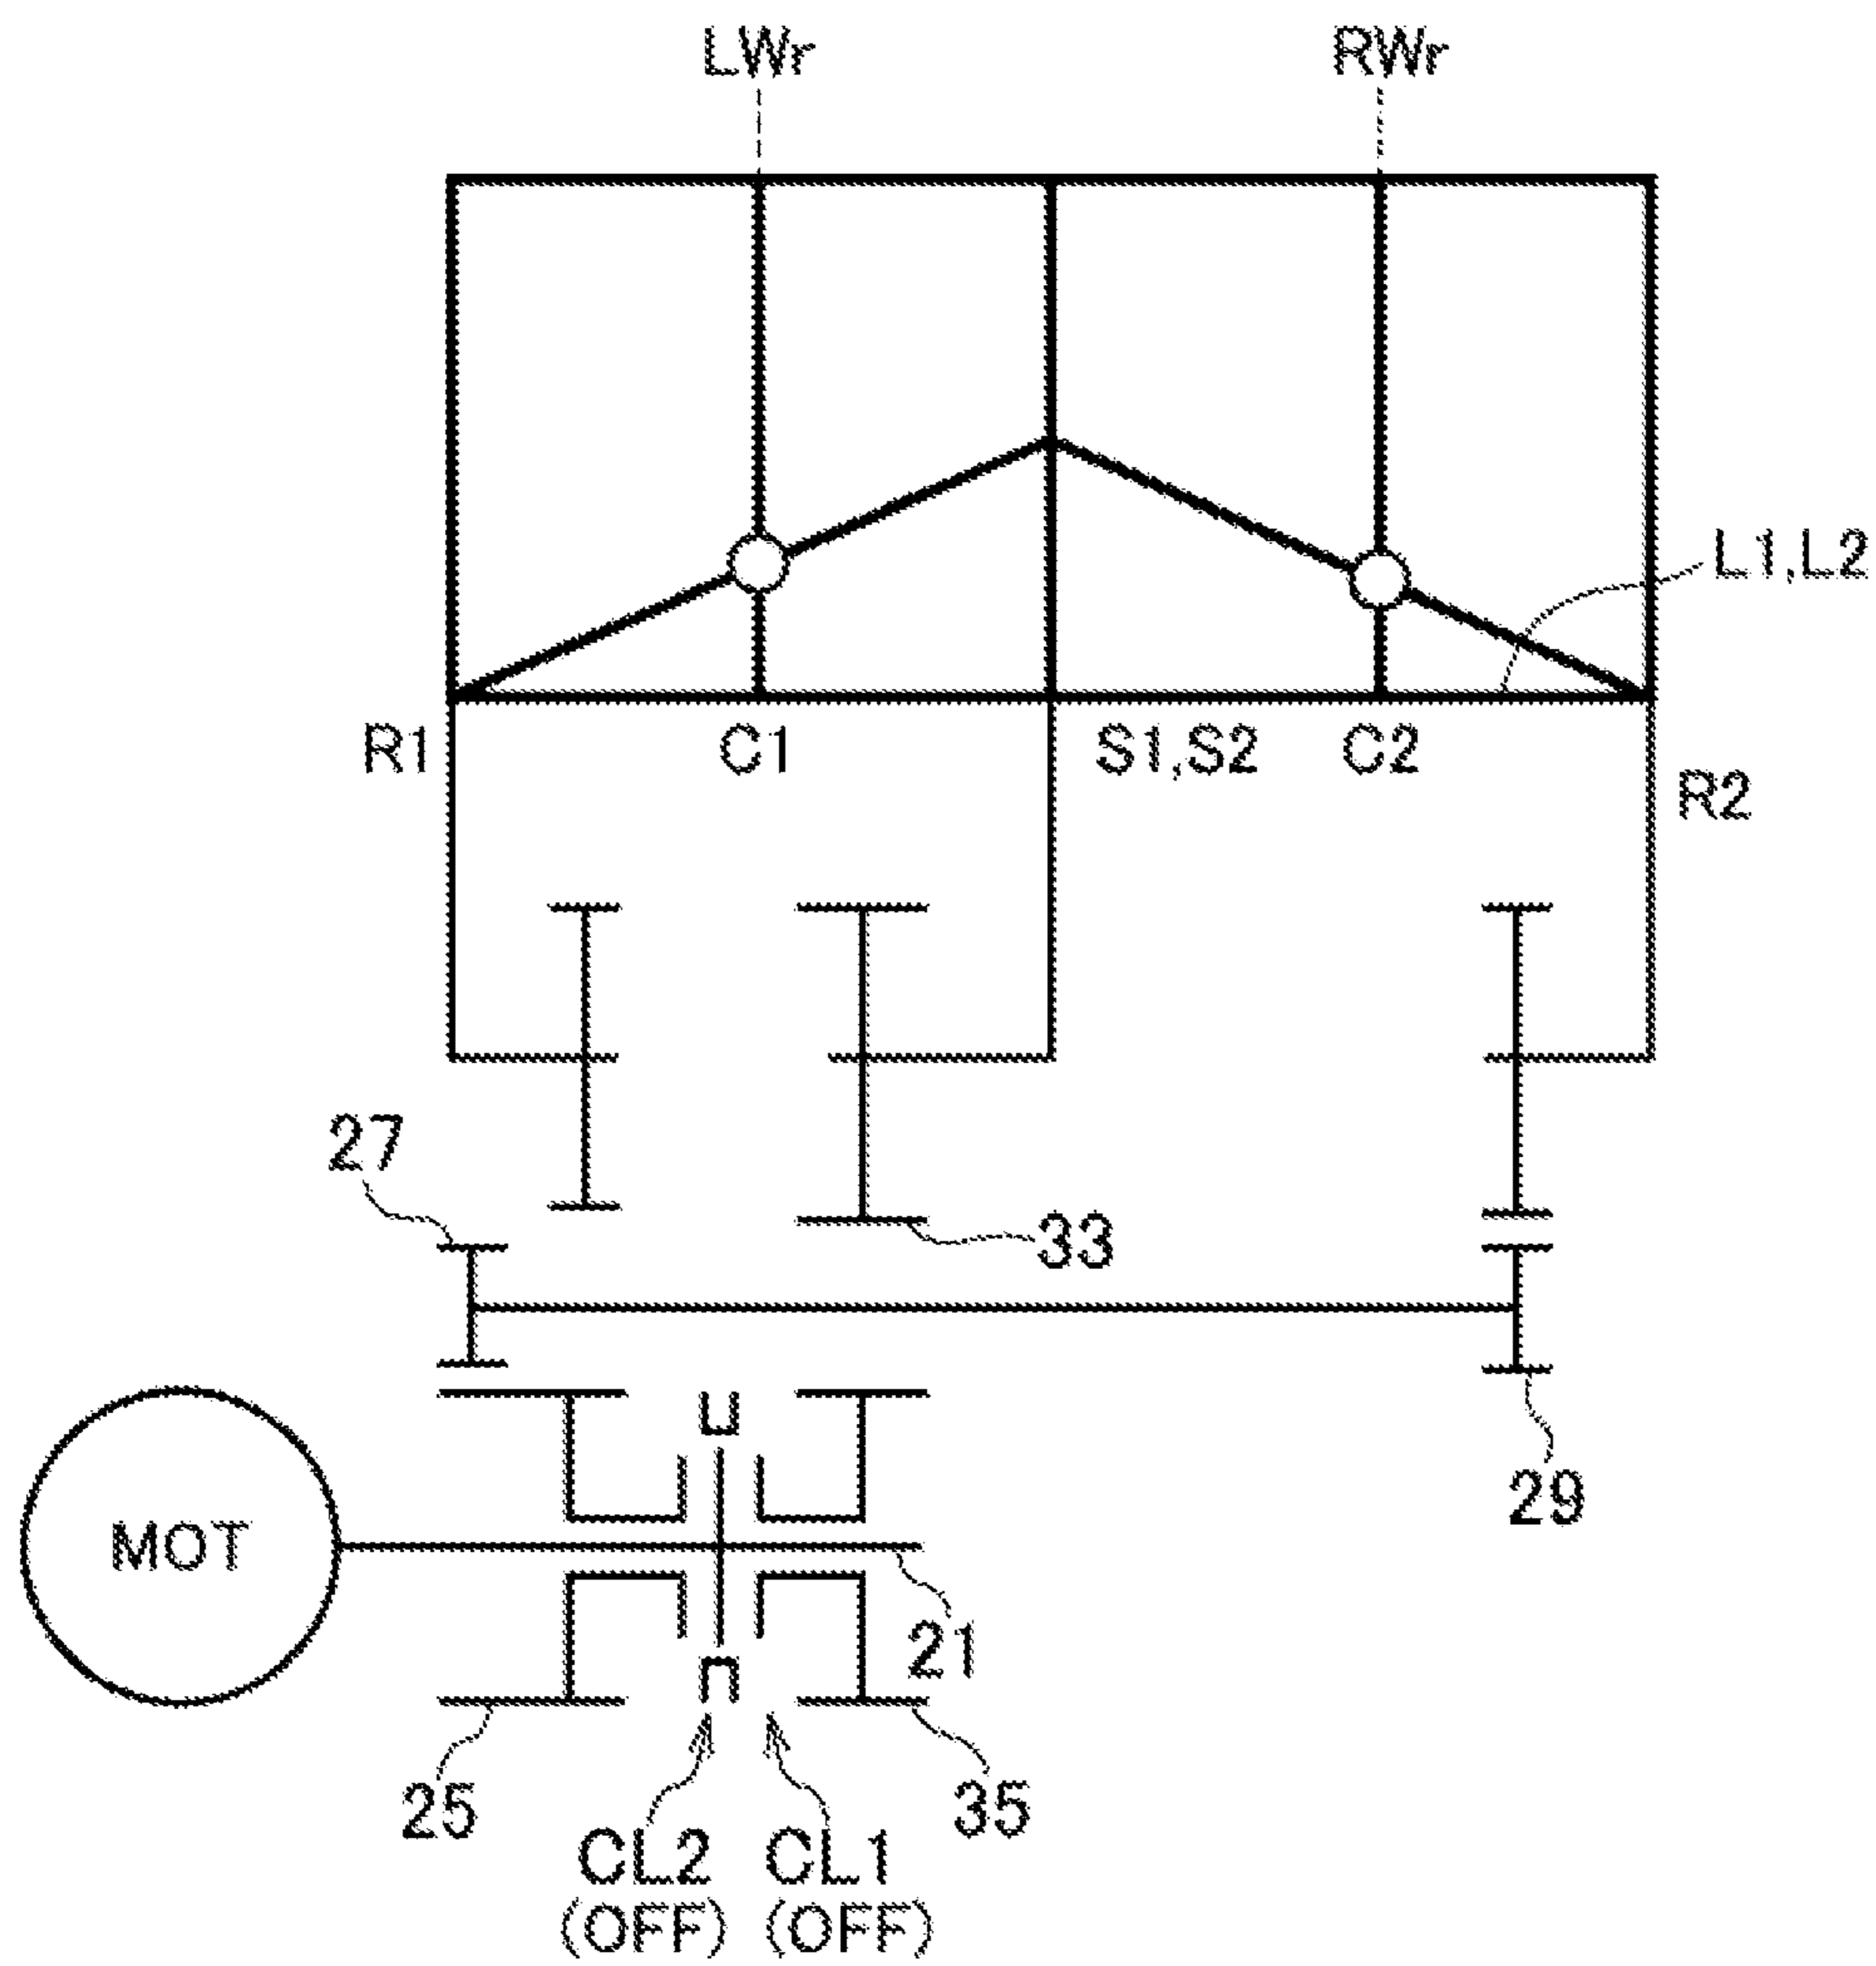 LWr RWr
L1,L2
R1 C1 S1,S2 C2 R2
27
33
29
MOT
21
25 35
CL2 CL1
(OFF) (OFF)